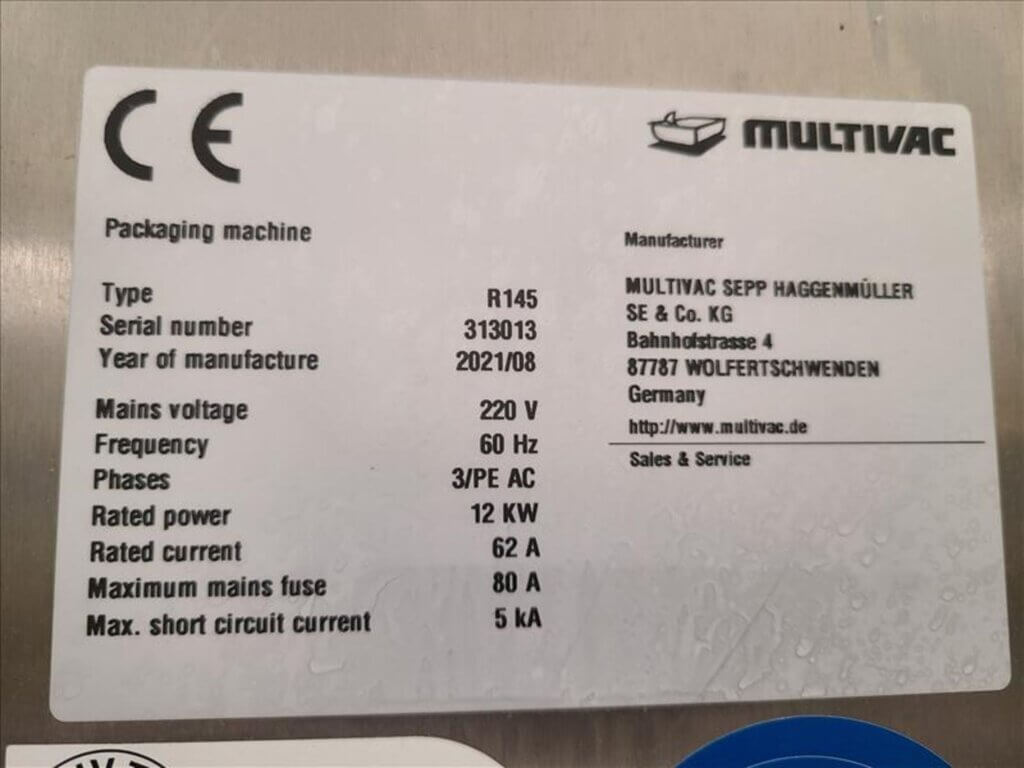 CE
MULTIVAC
Packaging machine
Type R145
Serial number 313013
Year of manufacture 2021/08
Mains voltage 220 V
Frequency 60 Hz
Phases 3/PE AC
Rated power 12 KW
Rated current 62 A
Maximum mains fuse 80 A
Max. short circuit current 5 kA
Manufacturer
MULTIVAC SEPP HAGGENMÜLLER
SE & Co. KG
Bahnhofstrasse 4
87787 WOLFERTSCHWENDEN
Germany
http://www.multivac.de
Sales & Service